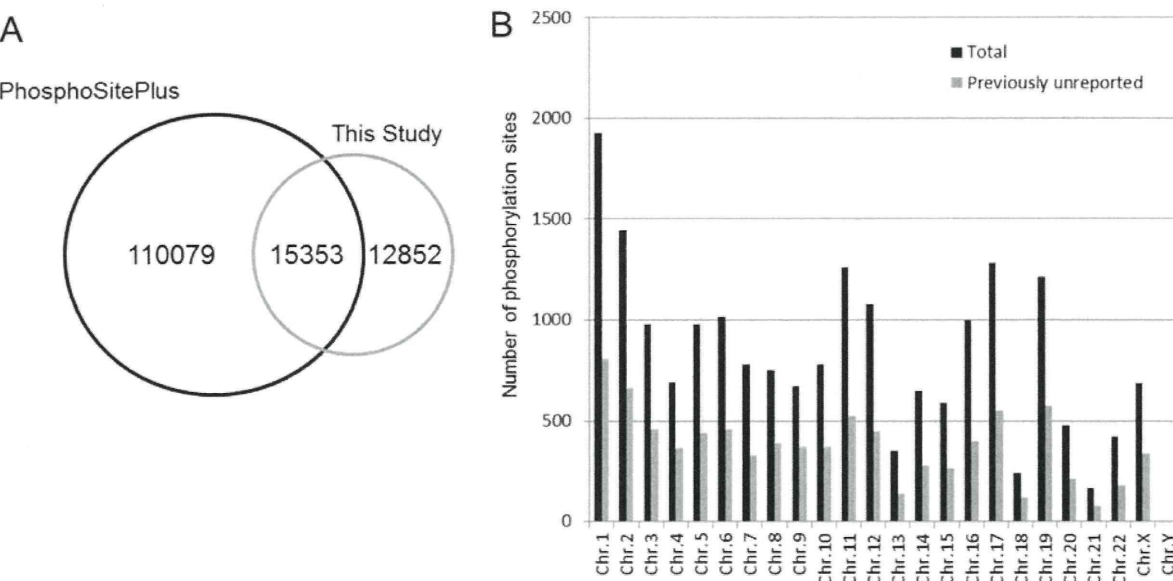 A
PhosphoSitePlus
This Study
110079
15353
12852
B
Number of phosphorylation sites
2500
2000
1500
1000
500
0
Total
Previously unreported
Chr.1
Chr.2
Chr.3
Chr.4
Chr.5
Chr.6
Chr.7
Chr.8
Chr.9
Chr.10
Chr.11
Chr.12
Chr.13
Chr.14
Chr.15
Chr.16
Chr.17
Chr.18
Chr.19
Chr.20
Chr.21
Chr.22
Chr.X
Chr.Y